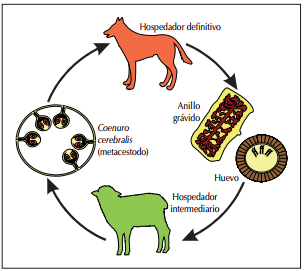 Hospedador definitivo
Anillo
grávido
Huevo
Hospedador
intermediario
Coenuro
cerebralis
(metacestodo)